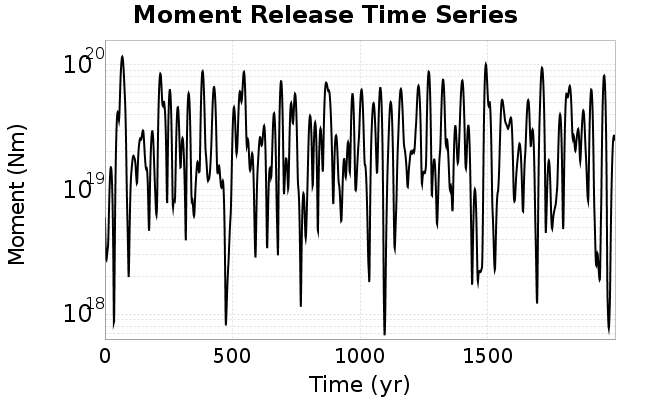 Moment Release Time Series
Moment (Nm)
10^20
10^19
10^18
0 500 1000 1500
Time (yr)